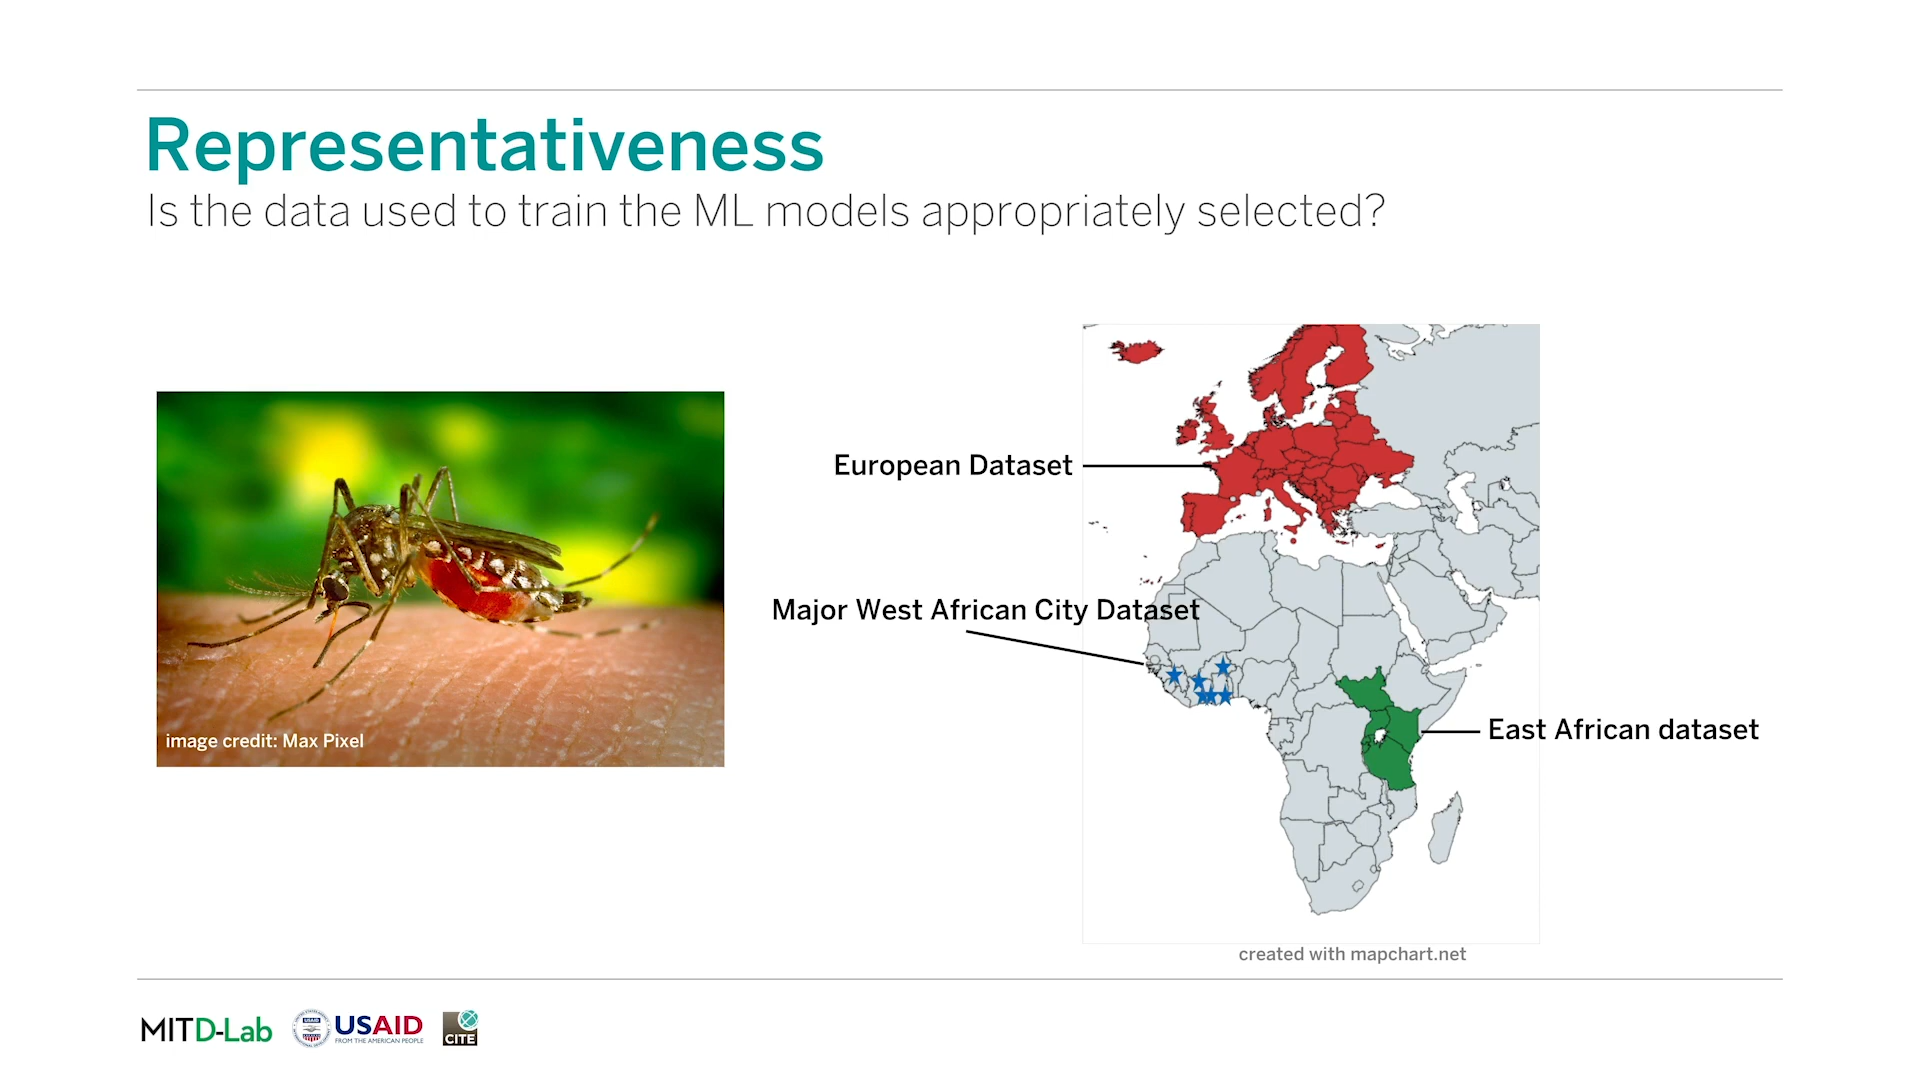 Representativeness
Is the data used to train the ML models appropriately selected?
European Dataset
Major West African City Dataset
East African dataset
image credit: Max Pixel
created with mapchart.net
MIT D-Lab
USAID
FROM THE AMERICAN PEOPLE
CITE